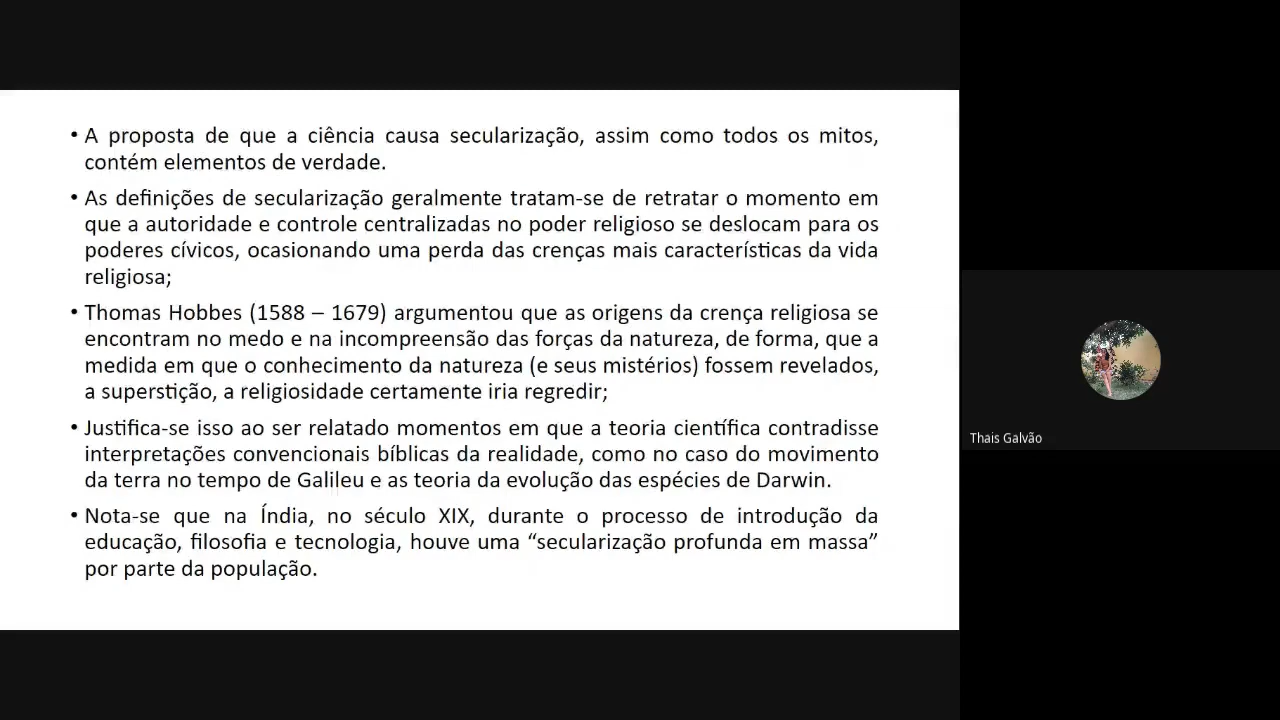 • A proposta de que a ciência causa secularização, assim como todos os mitos,
contém elementos de verdade.
• As definições de secularização geralmente tratam-se de retratar o momento em
que a autoridade e controle centralizadas no poder religioso se deslocam para os
poderes cívicos, ocasionando uma perda das crenças mais características da vida
religiosa;
• Thomas Hobbes (1588 – 1679) argumentou que as origens da crença religiosa se
encontram no medo e na incompreensão das forças da natureza, de forma, que a
medida em que o conhecimento da natureza (e seus mistérios) fossem revelados,
a superstição, a religiosidade certamente iria regredir;
• Justifica-se isso ao ser relatado momentos em que a teoria científica contradisse
interpretações convencionais bíblicas da realidade, como no caso do movimento
da terra no tempo de Galileu e as teoria da evolução das espécies de Darwin.
• Nota-se que na Índia, no século XIX, durante o processo de introdução da
educação, filosofia e tecnologia, houve uma “secularização profunda em massa”
por parte da população.
Thais Galvão